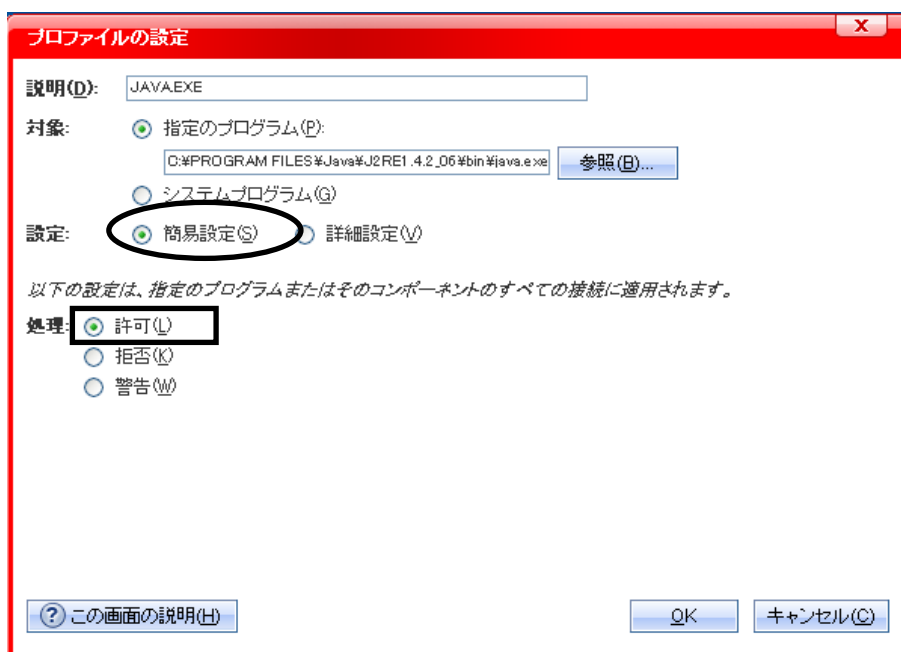 プロファイルの設定
X
説明(D): JAVA.EXE
対象: 指定のプログラム(P):
C:¥PROGRAM FILES¥Java¥J2RE1.4.2_06¥bin¥java.exe 参照(B)...
システムプログラム(G)
設定: 簡易設定(S) 詳細設定(V)
以下の設定は、指定のプログラムまたはそのコンポーネントのすべての接続に適用されます。
処理: 許可(L)
拒否(K)
警告(W)
? この画面の説明(H) OK キャンセル(C)